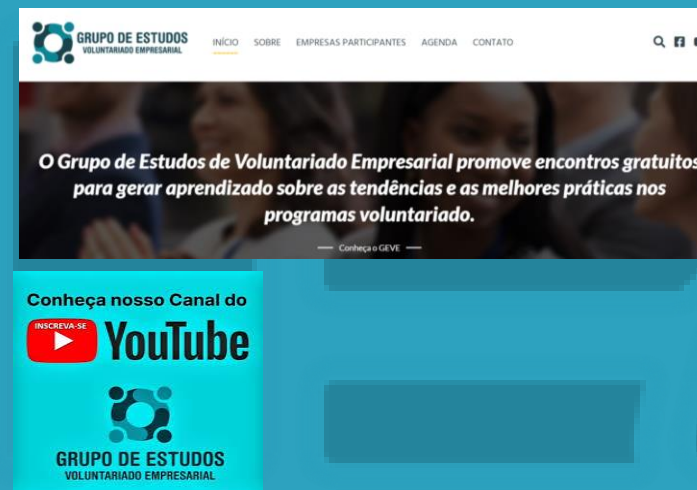 GRUPO DE ESTUDOS
VOLUNTARIADO EMPRESARIAL
INÍCIO SOBRE EMPRESAS PARTICIPANTES AGENDA CONTATO
O Grupo de Estudos de Voluntariado Empresarial promove encontros gratuitos
para gerar aprendizado sobre as tendências e as melhores práticas nos
programas voluntariado.
Conheça o GEVE
Conheça nosso Canal do
INSCREVA-SE
YouTube
GRUPO DE ESTUDOS
VOLUNTARIADO EMPRESARIAL